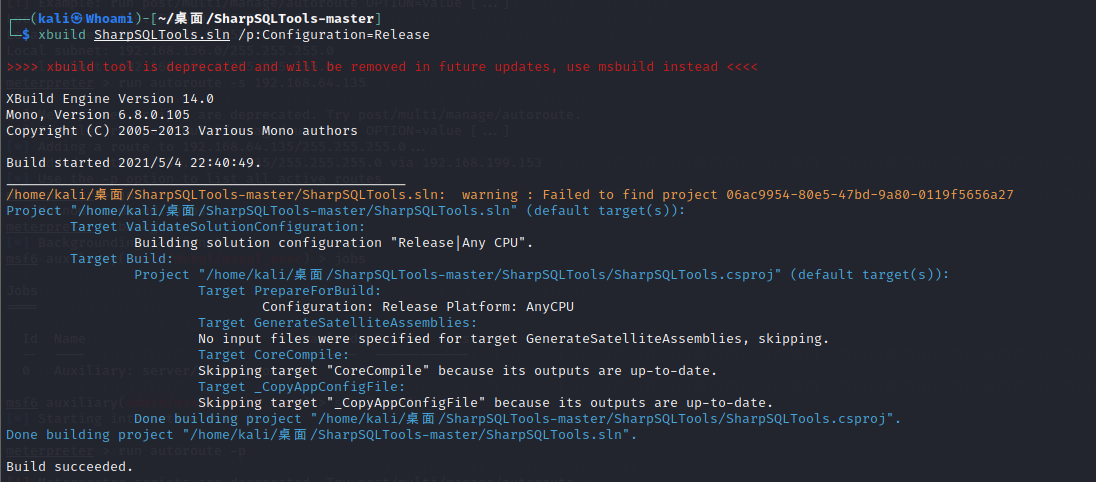 ┌──(kali㉿Whoami)-[~/桌面/SharpSQLTools-master]
└─$ xbuild SharpSQLTools.sln /p:Configuration=Release
>>>> xbuild tool is deprecated and will be removed in future updates, use msbuild instead <<<<
XBuild Engine Version 14.0
Mono, Version 6.8.0.105
Copyright (C) 2005-2013 Various Mono authors
Build started 2021/5/4 22:40:49.
__________________________________________________
/home/kali/桌面/SharpSQLTools-master/SharpSQLTools.sln:  warning : Failed to find project 06ac9954-80e5-47bd-9a80-0119f5656a27
Project "/home/kali/桌面/SharpSQLTools-master/SharpSQLTools.sln" (default target(s)):
Target ValidateSolutionConfiguration:
Building solution configuration "Release|Any CPU".
Target Build:
Project "/home/kali/桌面/SharpSQLTools-master/SharpSQLTools/SharpSQLTools.csproj" (default target(s)):
Target PrepareForBuild:
Configuration: Release Platform: AnyCPU
Target GenerateSatelliteAssemblies:
No input files were specified for target GenerateSatelliteAssemblies, skipping.
Target CoreCompile:
Skipping target "CoreCompile" because its outputs are up-to-date.
Target _CopyAppConfigFile:
Skipping target "_CopyAppConfigFile" because its outputs are up-to-date.
Done building project "/home/kali/桌面/SharpSQLTools-master/SharpSQLTools/SharpSQLTools.csproj".
Done building project "/home/kali/桌面/SharpSQLTools-master/SharpSQLTools.sln".
Build succeeded.